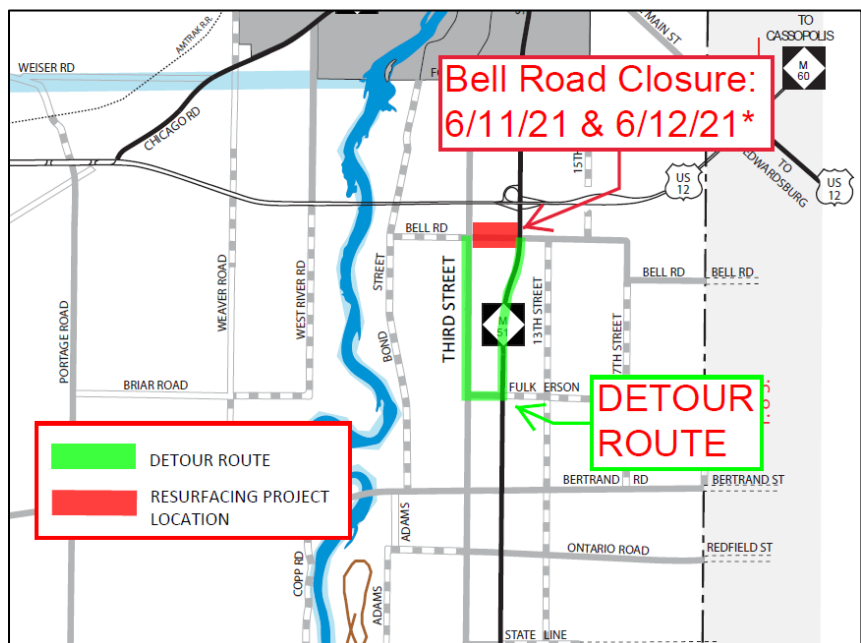 TO
CASSOPOLIS
M
60
MAIN ST
AMTRAK R.R.
WEISER RD
CHICAGO RD
Bell Road Closure:
6/11/21 & 6/12/21*
15TH
EDWARDSBURG
TO
US
12
US
12
BELL RD
BELL RD
BELL RD
PORTAGE ROAD
WEAVER ROAD
WEST RIVER RD
STREET
BOND
THIRD STREET
M
51
13TH STREET
7TH STREET
BRIAR ROAD
FULK ERSON
DETOUR
ROUTE
DETOUR ROUTE
RESURFACING PROJECT
LOCATION
BERTRAND RD
BERTRAND ST
ADAMS
ONTARIO ROAD
REDFIELD ST
COPP RD
ADAMS
STATE LINE